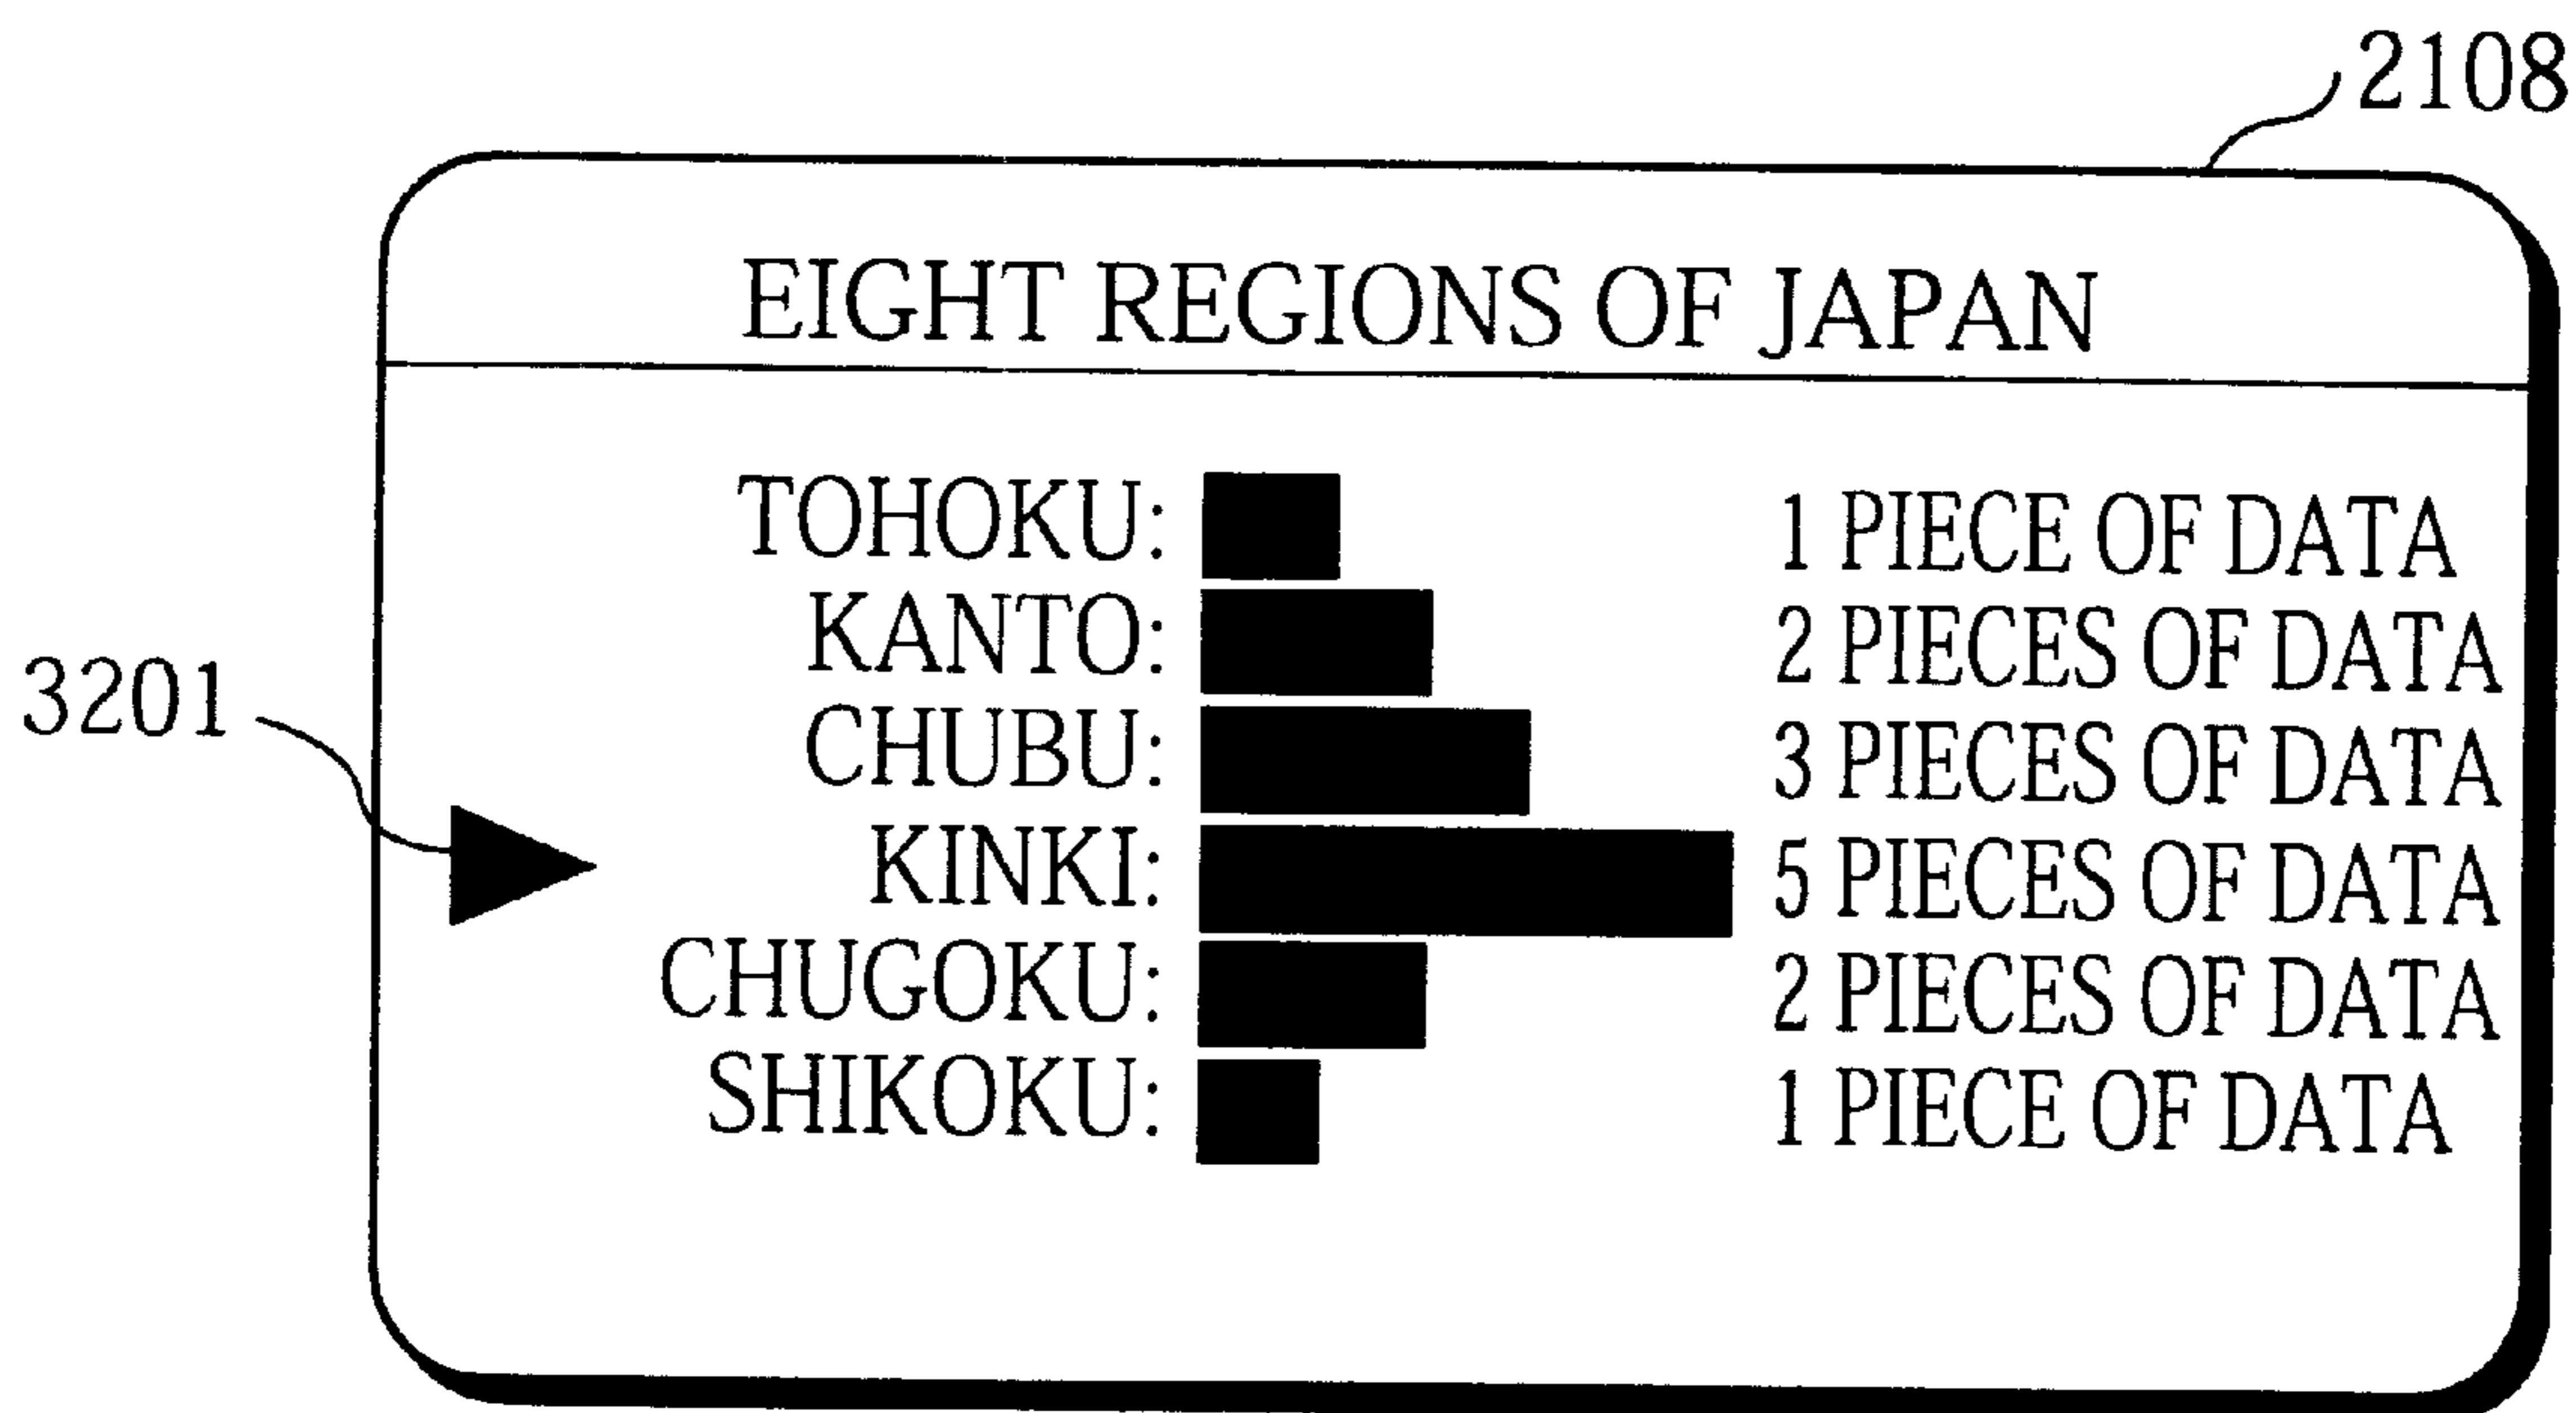 2108
EIGHT REGIONS OF JAPAN
TOHOKU: 1 PIECE OF DATA
KANTO: 2 PIECES OF DATA
CHUBU: 3 PIECES OF DATA
3201
KINKI: 5 PIECES OF DATA
CHUGOKU: 2 PIECES OF DATA
SHIKOKU: 1 PIECE OF DATA